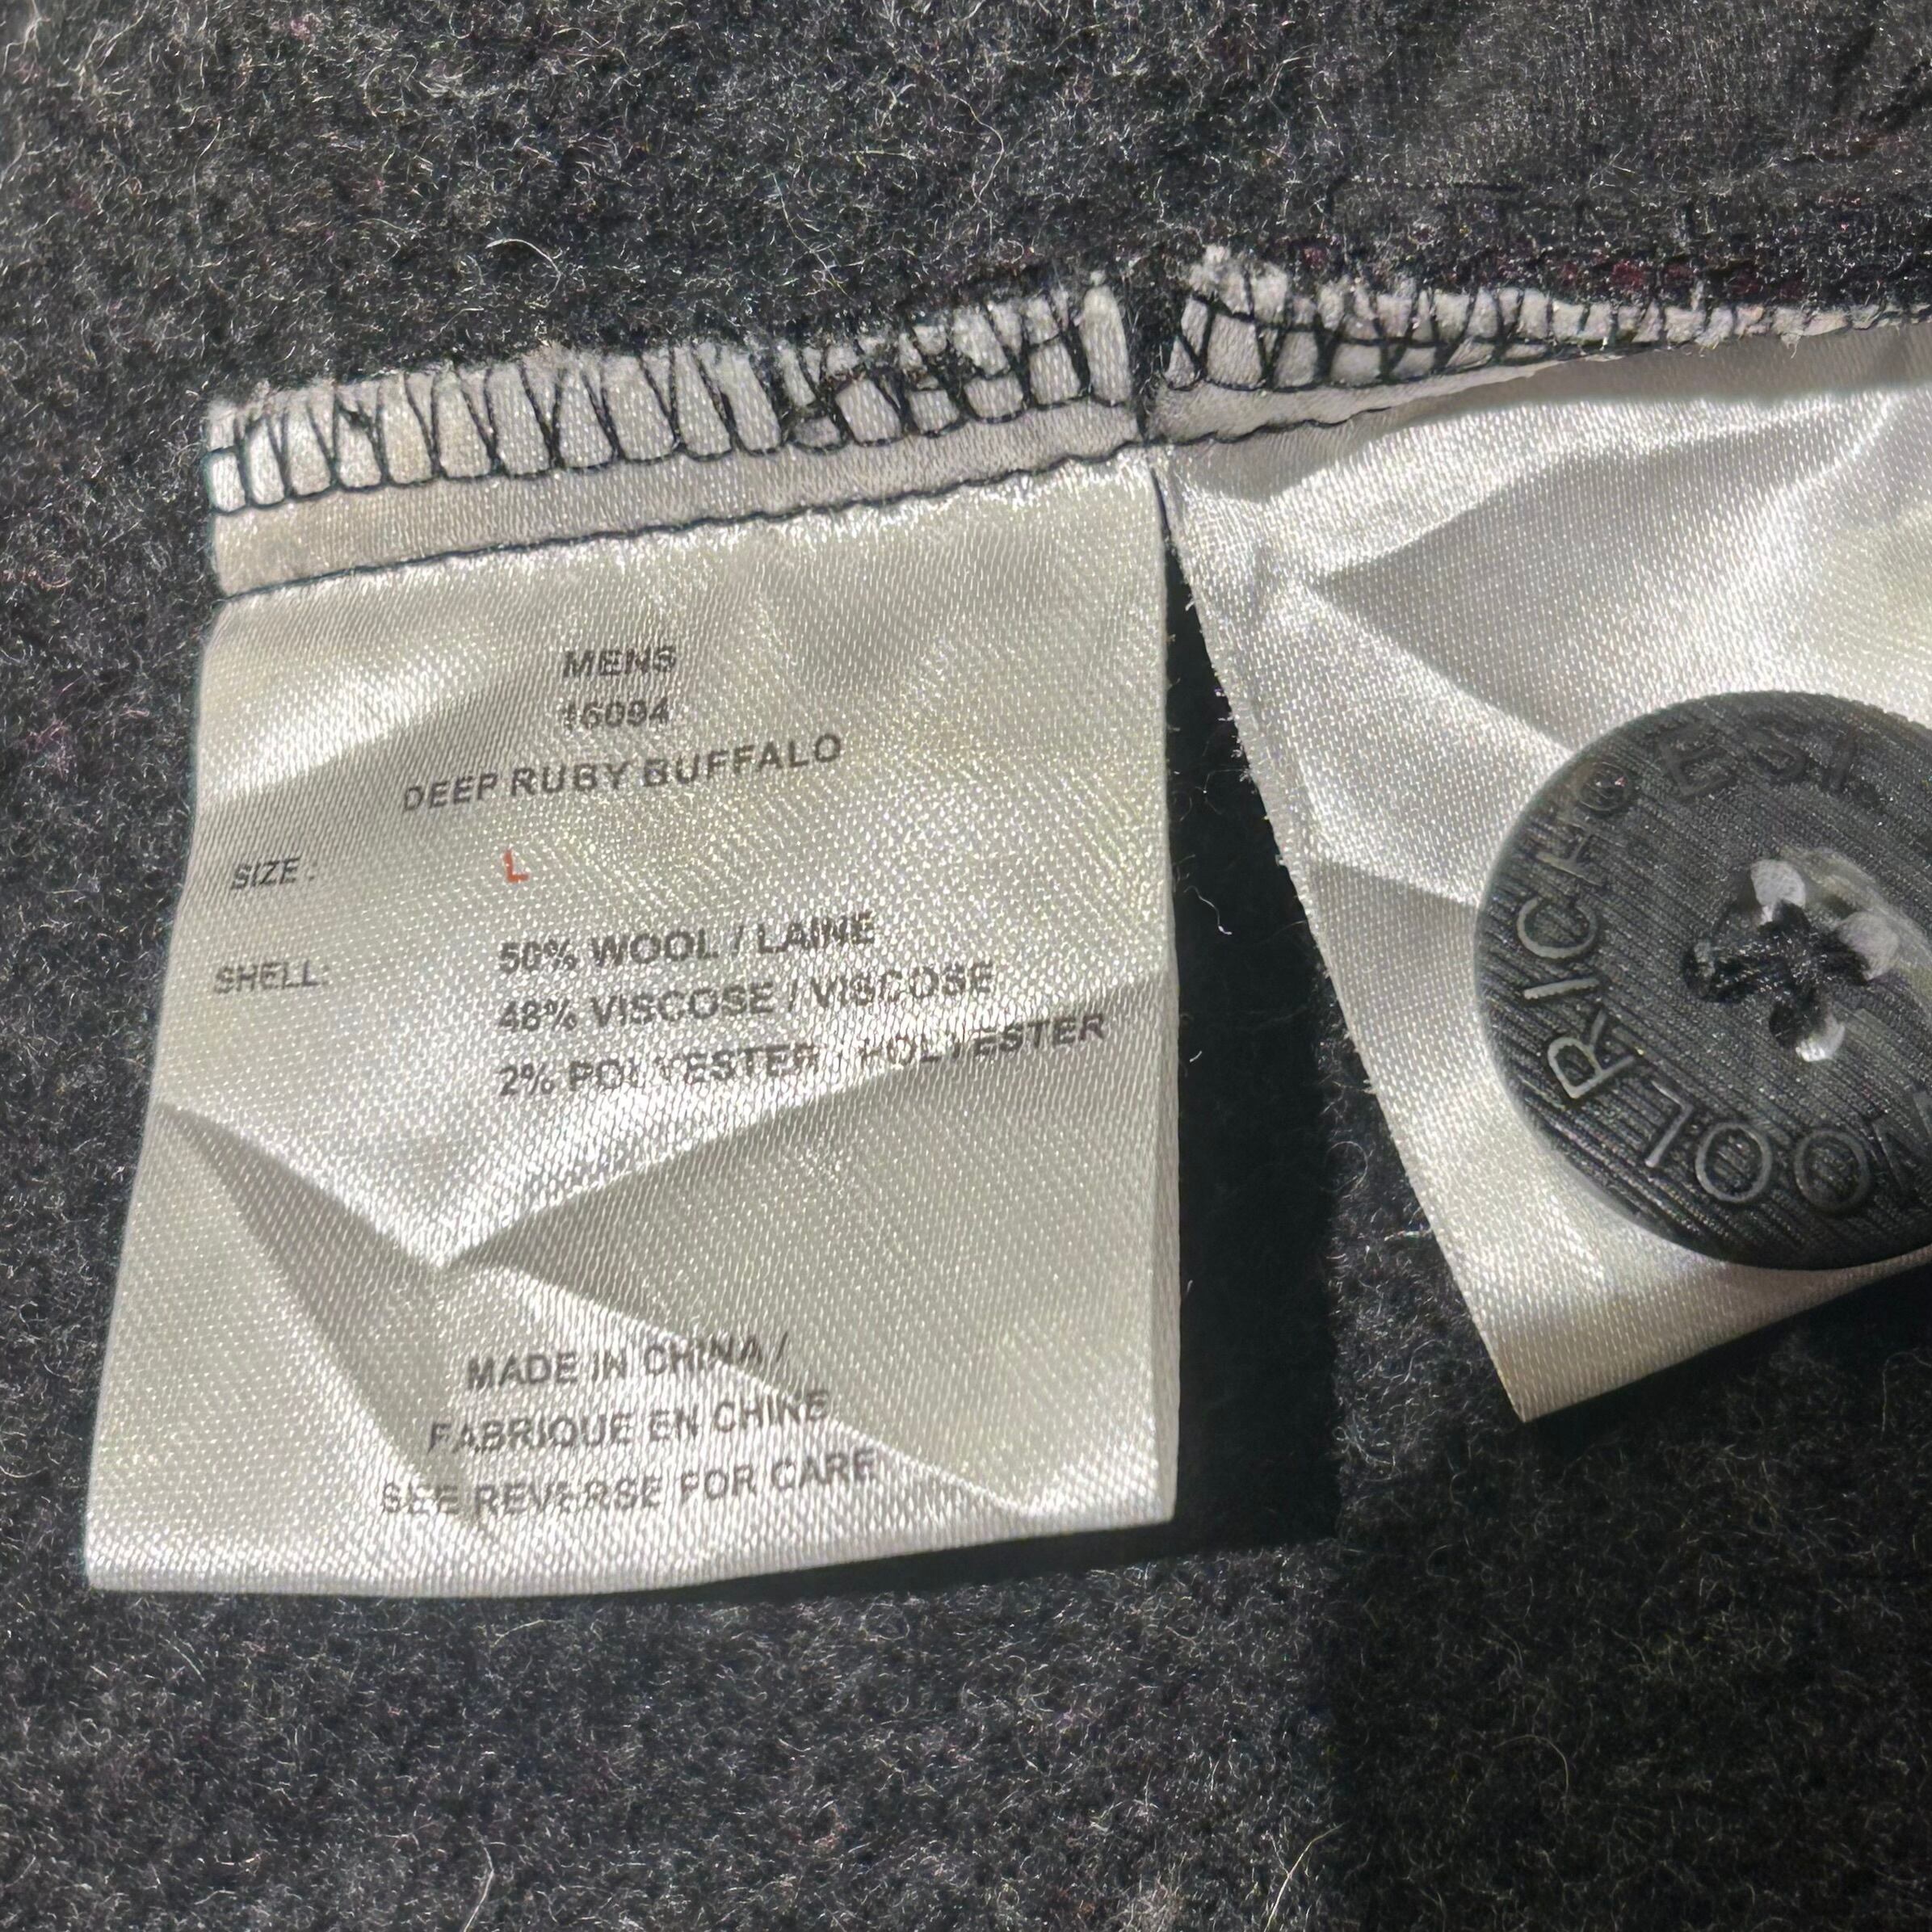 MENS
16094
DEEP RUBY BUFFALO
SIZE : L
SHELL: 50% WOOL / LAINE
48% VISCOSE / VISCOSE
2% POLYESTER / POLYESTER
MADE IN CHINA /
FABRIQUE EN CHINE
SEE REVERSE FOR CARE
WOOLRICH®